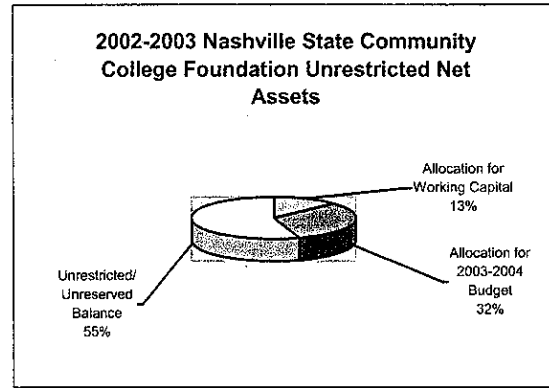 2002-2003 Nashville State Community
College Foundation Unrestricted Net
Assets
Allocation for
Working Capital
13%
Allocation for
2003-2004
Budget
32%
Unrestricted/
Unreserved
Balance
55%